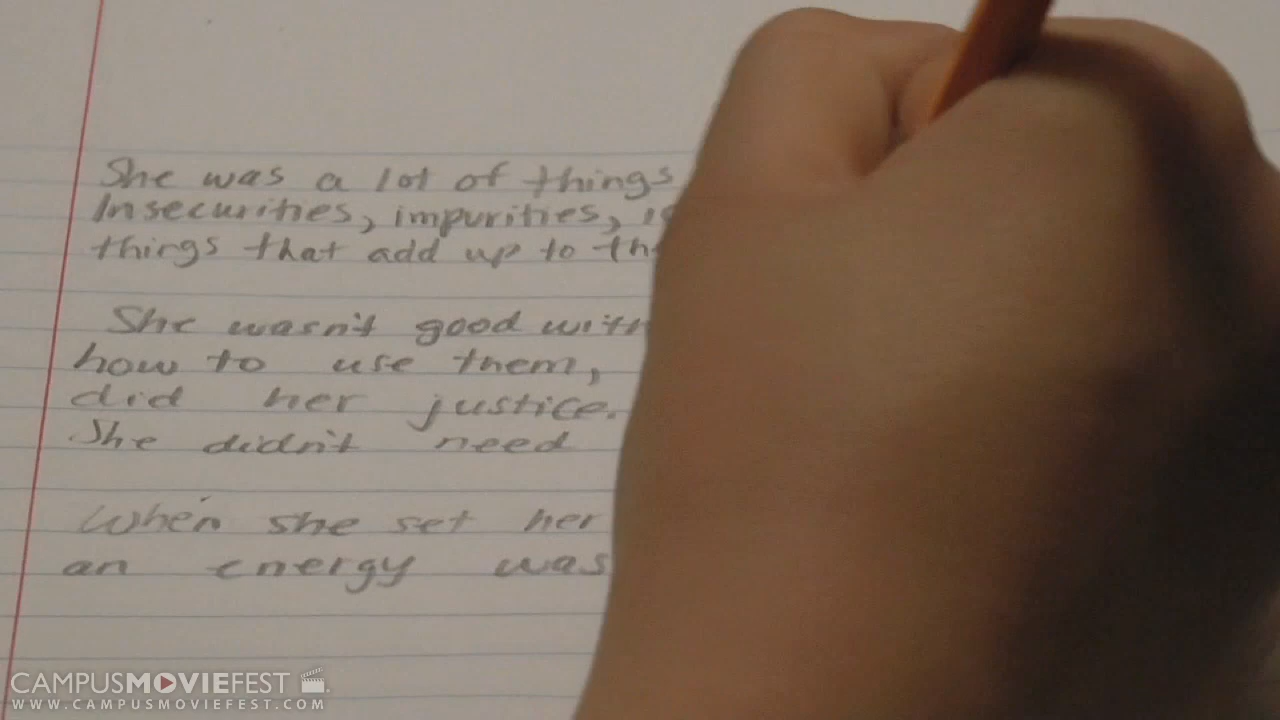 She was a lot of things
Insecurities, impurities,
things that add up to
She wasn't good with
how to use them,
did her justice.
She didn't need
When she set her
an energy was
CAMPUSMOVIEFEST
WWW.CAMPUSMOVIEFEST.COM